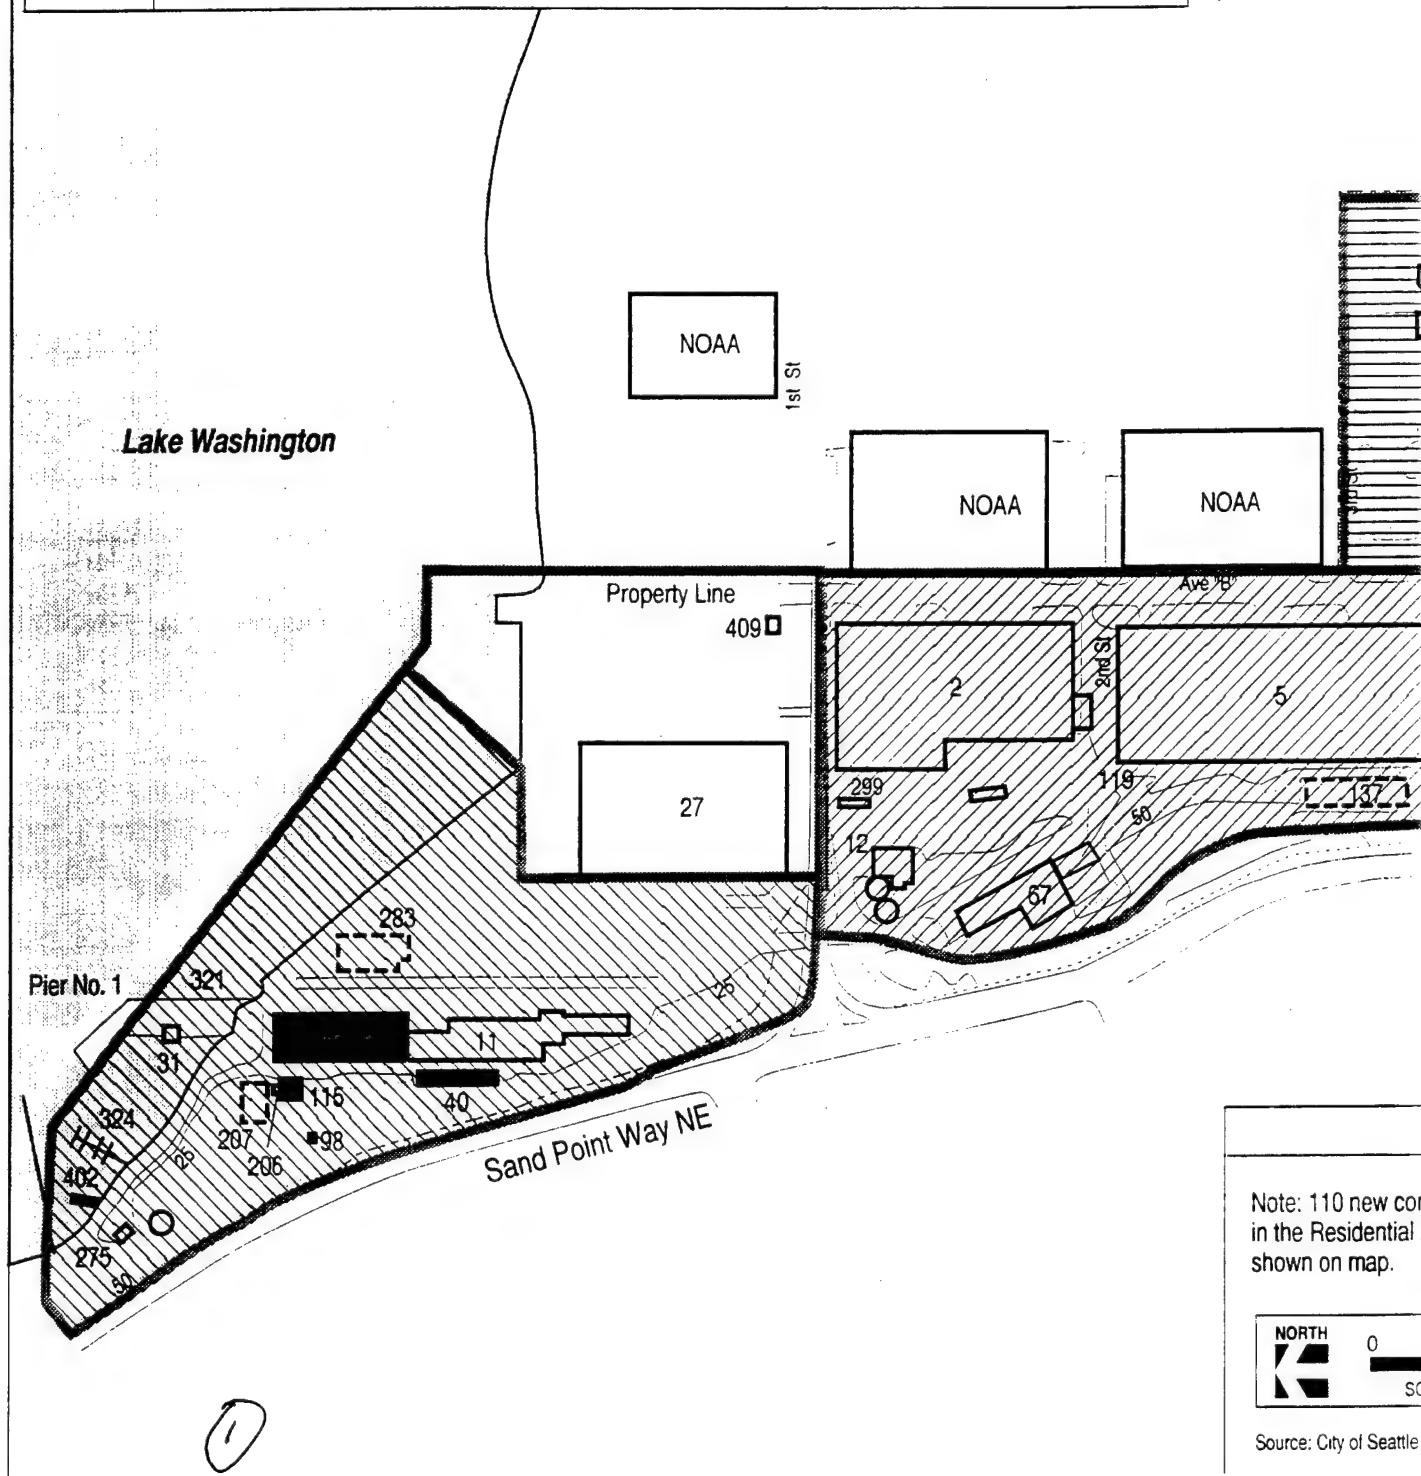 NOAA
1st St
Lake Washington
NOAA
NOAA
3rd St
Ave "B"
Property Line
409
2
2nd St
5
299
119
137
27
50
12
67
283
Pier No. 1
321
25
11
31
115
40
324
207
98
25
206
Sand Point Way NE
402
275
50
Note: 110 new
in the Residential
shown on map.
NORTH
0
Source: City of Seattle
1